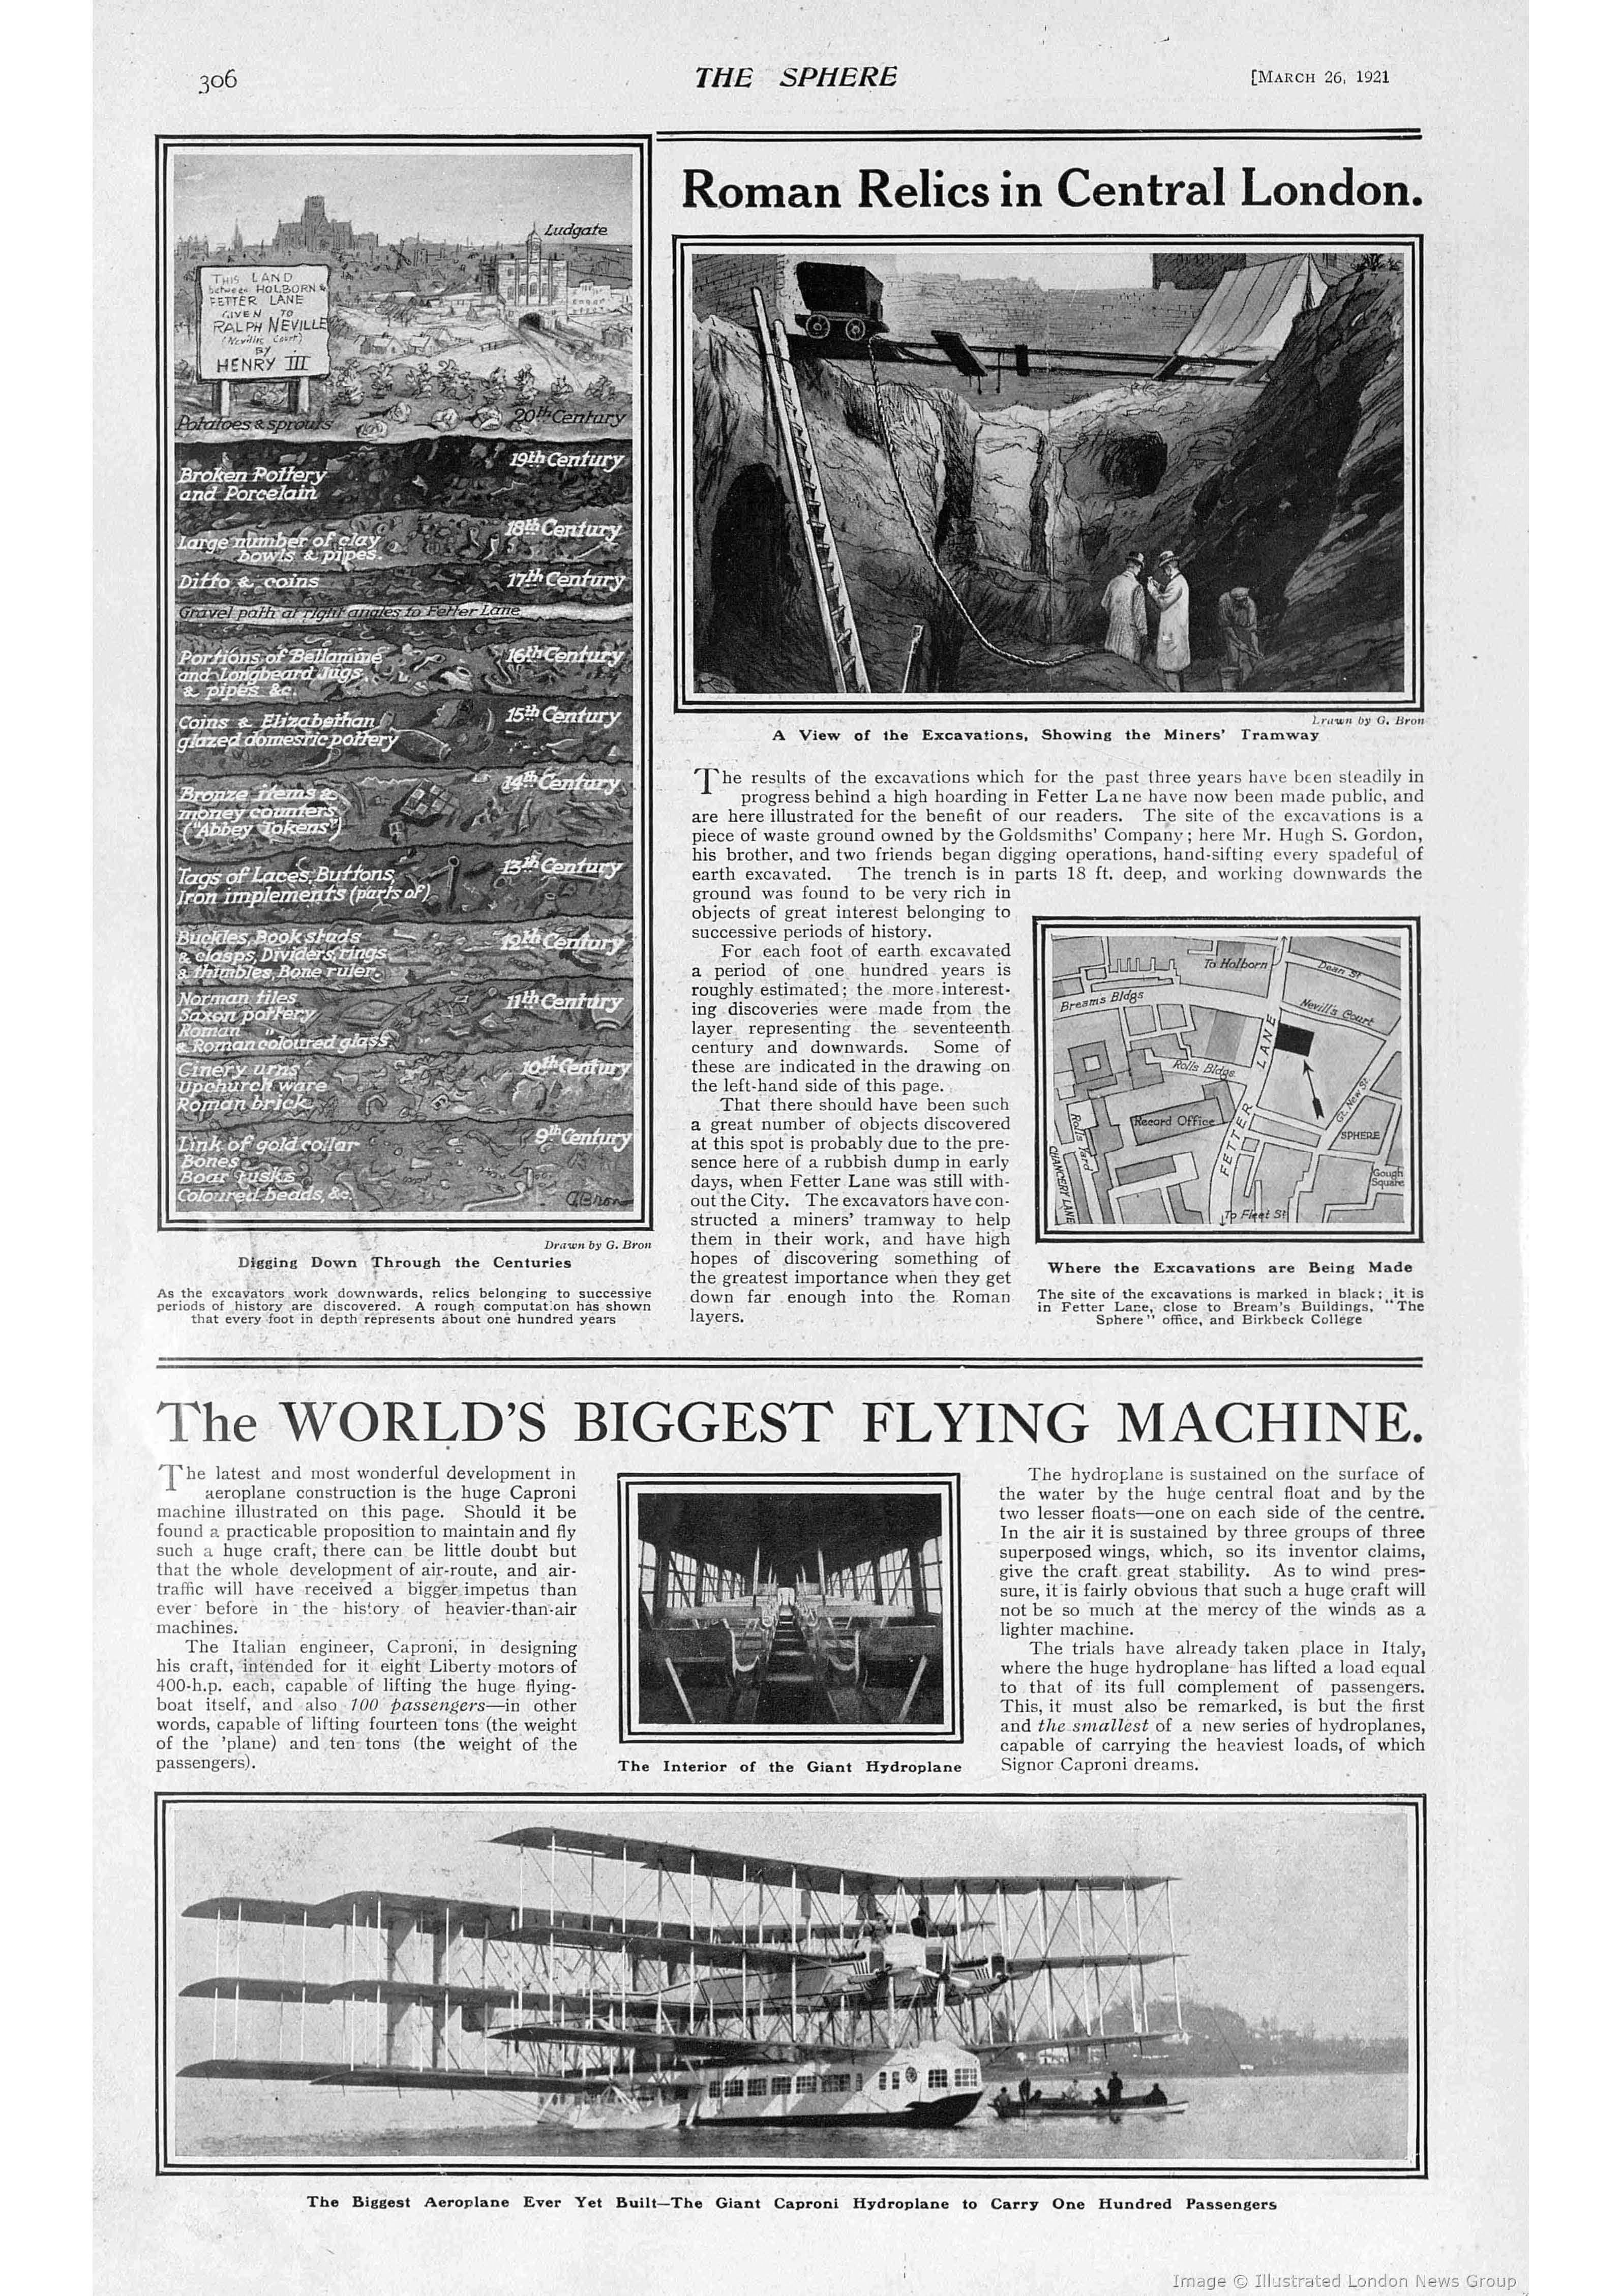 306
THE SPHERE
[MARCH 26, 1921
Ludgate
THIS LAND
between HOLBORN &
FETTER LANE
GIVEN TO
RALPH NEVILLE
(Nevills Court)
BY
HENRY III
Potatoes & sprouts
20th Century
19th Century
Broken Pottery
and Porcelain
18th Century
Large number of clay
bowls & pipes.
Ditto & coins
17th Century
Gravel path at right angles to Fetter Lane
Portions of Bellarmine
16th Century
and Longbeard Jugs,
& pipes &c.
Coins & Elizabethan
15th Century
glazed domestic pottery
14th Century
Bronze items &
money counters
("Abbey Tokens")
13th Century
Tags of Laces, Buttons,
Iron implements (parts of)
Buckles, Book studs
12th Century
& clasps, Dividers, rings
& thimbles, Bone ruler.
Norman tiles
11th Century
Saxon pottery
Roman "
& Roman coloured glass
Cinery urns
10th Century
Upchurch ware
Roman brick
9th Century
Link of gold collar
Bones
Boar Tusks
Coloured beads, &c.
G. Bron
Drawn by G. Bron
Digging Down Through the Centuries
As the excavators work downwards, relics belonging to successive
periods of history are discovered. A rough computation has shown
that every foot in depth represents about one hundred years
Roman Relics in Central London.
Drawn by G. Bron
A View of the Excavations, Showing the Miners' Tramway
The results of the excavations which for the past three years have been steadily in
progress behind a high hoarding in Fetter Lane have now been made public, and
are here illustrated for the benefit of our readers. The site of the excavations is a
piece of waste ground owned by the Goldsmiths' Company; here Mr. Hugh S. Gordon,
his brother, and two friends began digging operations, hand-sifting every spadeful of
earth excavated. The trench is in parts 18 ft. deep, and working downwards the
ground was found to be very rich in
objects of great interest belonging to
successive periods of history.
For each foot of earth excavated
a period of one hundred years is
roughly estimated; the more interest-
ing discoveries were made from the
layer representing the seventeenth
century and downwards. Some of
these are indicated in the drawing on
the left-hand side of this page.
That there should have been such
a great number of objects discovered
at this spot is probably due to the pre-
sence here of a rubbish dump in early
days, when Fetter Lane was still with-
out the City. The excavators have con-
structed a miners' tramway to help
them in their work, and have high
hopes of discovering something of
the greatest importance when they get
down far enough into the Roman
layers.
To Holborn
Dean St
Breams Bldgs
Nevill's Court
Rolls Bldgs.
FETTER LANE
Gt. New St
Record Office
SPHERE
Rolls Yard
CHANCERY LANE
Gough
Square
To Fleet St
Where the Excavations are Being Made
The site of the excavations is marked in black; it is
in Fetter Lane, close to Bream's Buildings, "The
Sphere" office, and Birkbeck College
The WORLD'S BIGGEST FLYING MACHINE.
The latest and most wonderful development in
aeroplane construction is the huge Caproni
machine illustrated on this page. Should it be
found a practicable proposition to maintain and fly
such a huge craft, there can be little doubt but
that the whole development of air-route, and air-
traffic will have received a bigger impetus than
ever before in the history of heavier-than-air
machines.
The Italian engineer, Caproni, in designing
his craft, intended for it eight Liberty motors of
400-h.p. each, capable of lifting the huge flying-
boat itself, and also 100 passengers—in other
words, capable of lifting fourteen tons (the weight
of the 'plane) and ten tons (the weight of the
passengers).
The Interior of the Giant Hydroplane
The hydroplane is sustained on the surface of
the water by the huge central float and by the
two lesser floats—one on each side of the centre.
In the air it is sustained by three groups of three
superposed wings, which, so its inventor claims,
give the craft great stability. As to wind pres-
sure, it is fairly obvious that such a huge craft will
not be so much at the mercy of the winds as a
lighter machine.
The trials have already taken place in Italy,
where the huge hydroplane has lifted a load equal
to that of its full complement of passengers.
This, it must also be remarked, is but the first
and the smallest of a new series of hydroplanes,
capable of carrying the heaviest loads, of which
Signor Caproni dreams.
The Biggest Aeroplane Ever Yet Built—The Giant Caproni Hydroplane to Carry One Hundred Passengers
Image © Illustrated London News Group